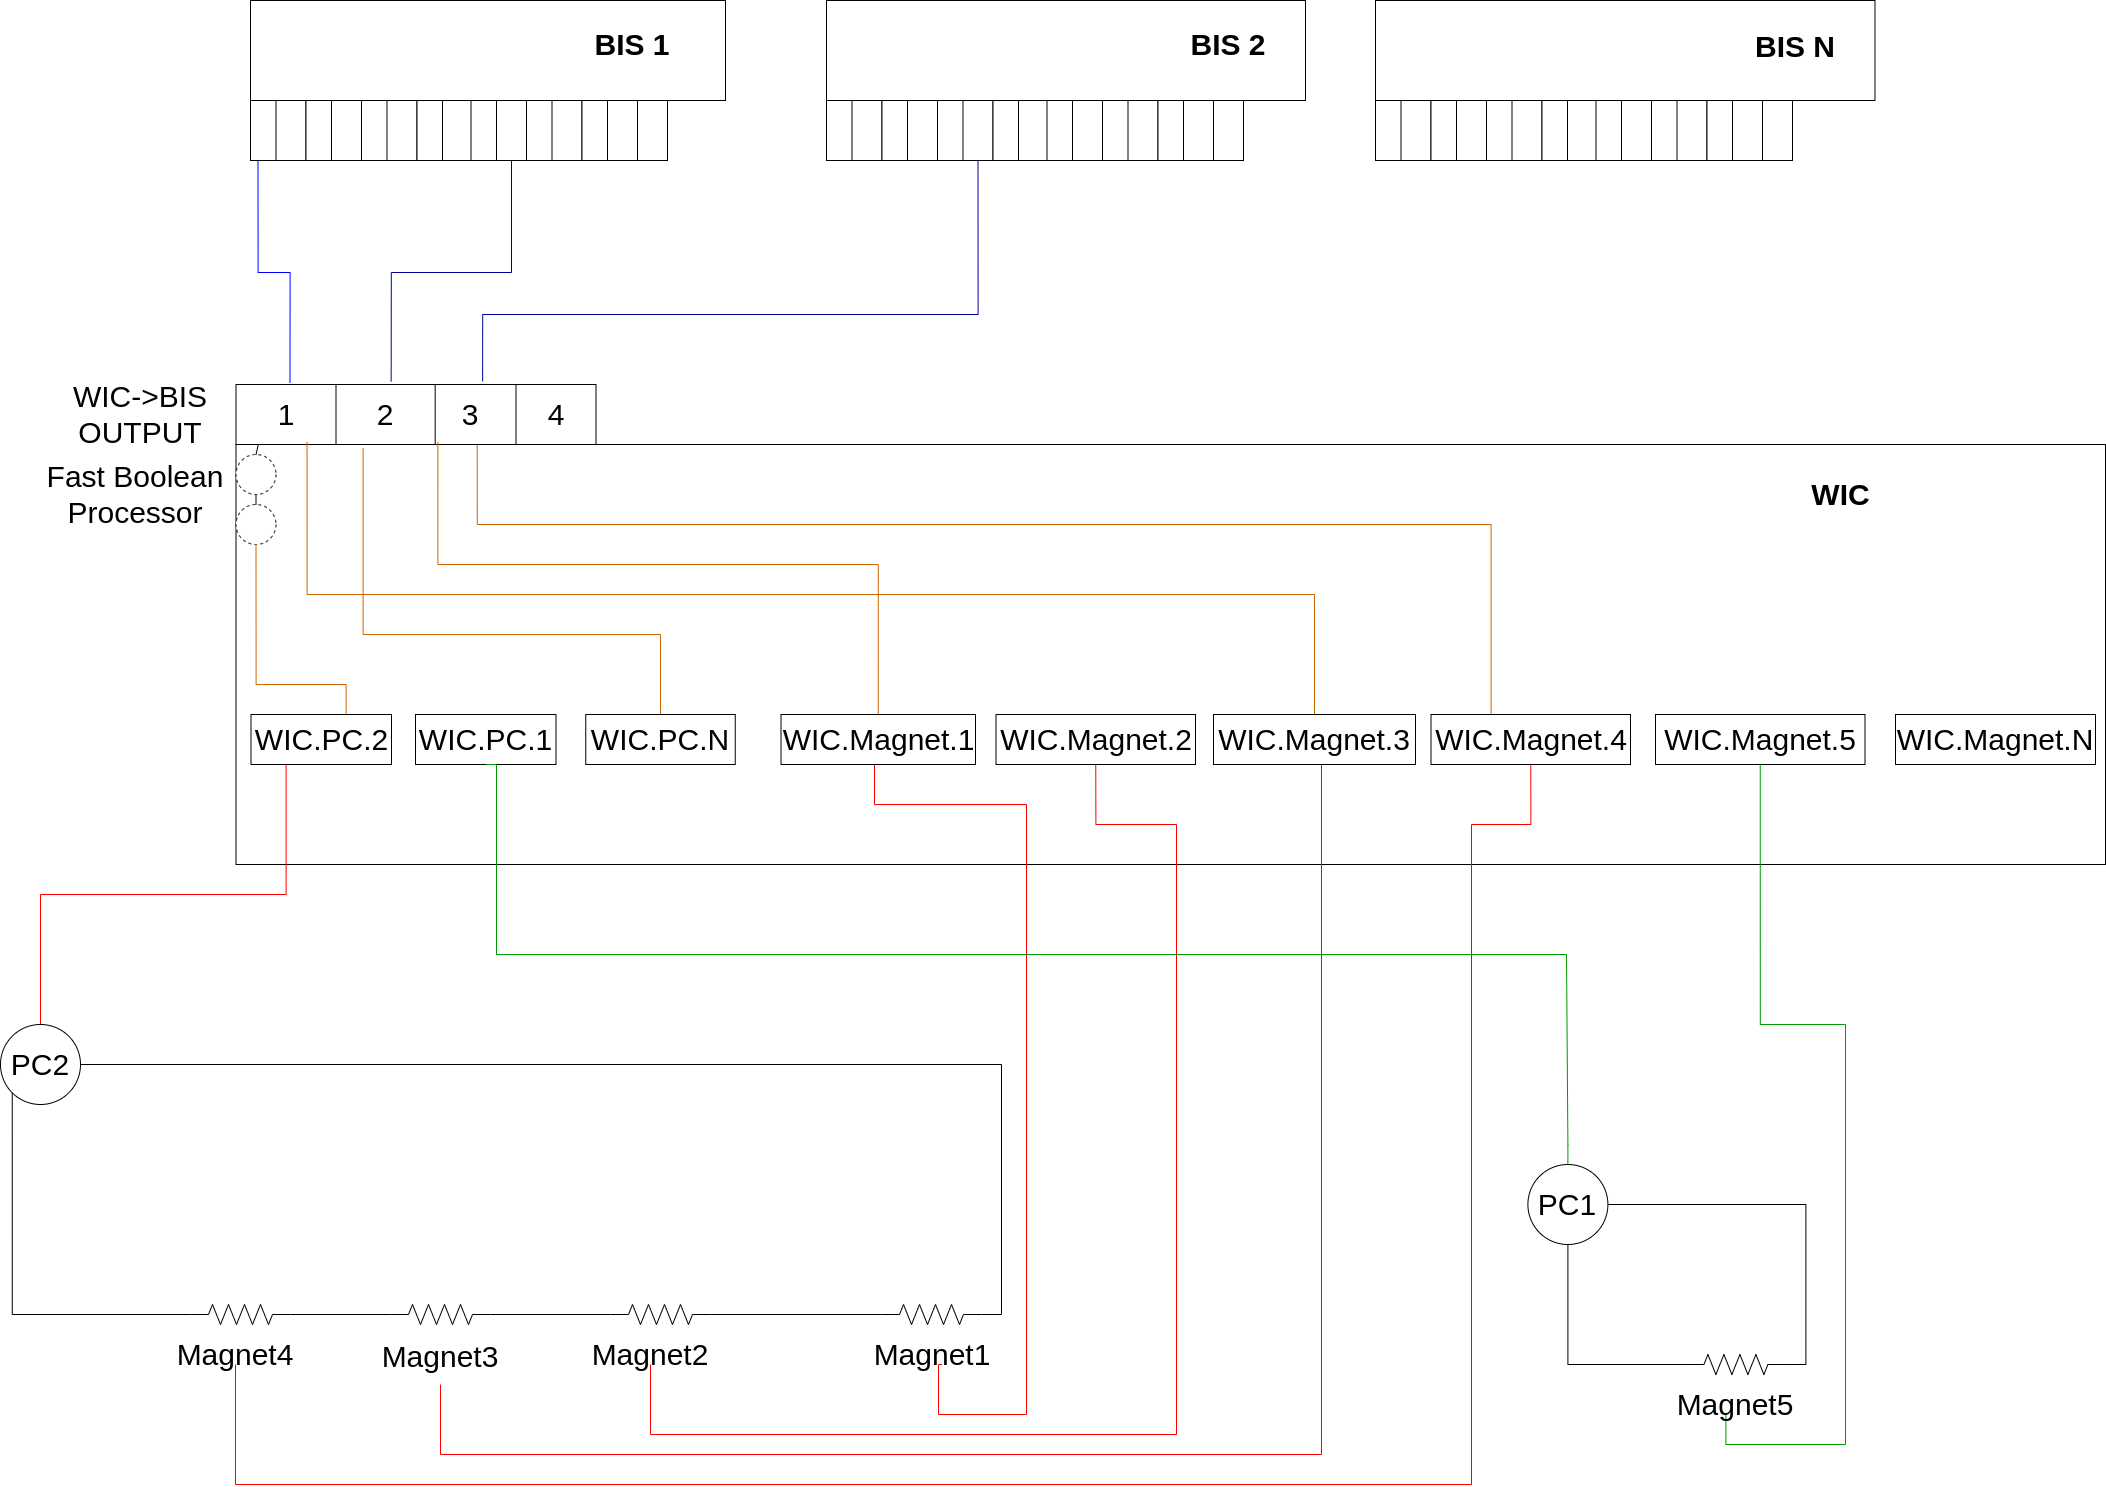 BIS 1
BIS 2
BIS N
WIC->BIS
OUTPUT
1
2
3
4
Fast Boolean
Processor
WIC
WIC.PC.2
WIC.PC.1
WIC.PC.N
WIC.Magnet.1
WIC.Magnet.2
WIC.Magnet.3
WIC.Magnet.4
WIC.Magnet.5
WIC.Magnet.N
PC2
PC1
Magnet4
Magnet3
Magnet2
Magnet1
Magnet5